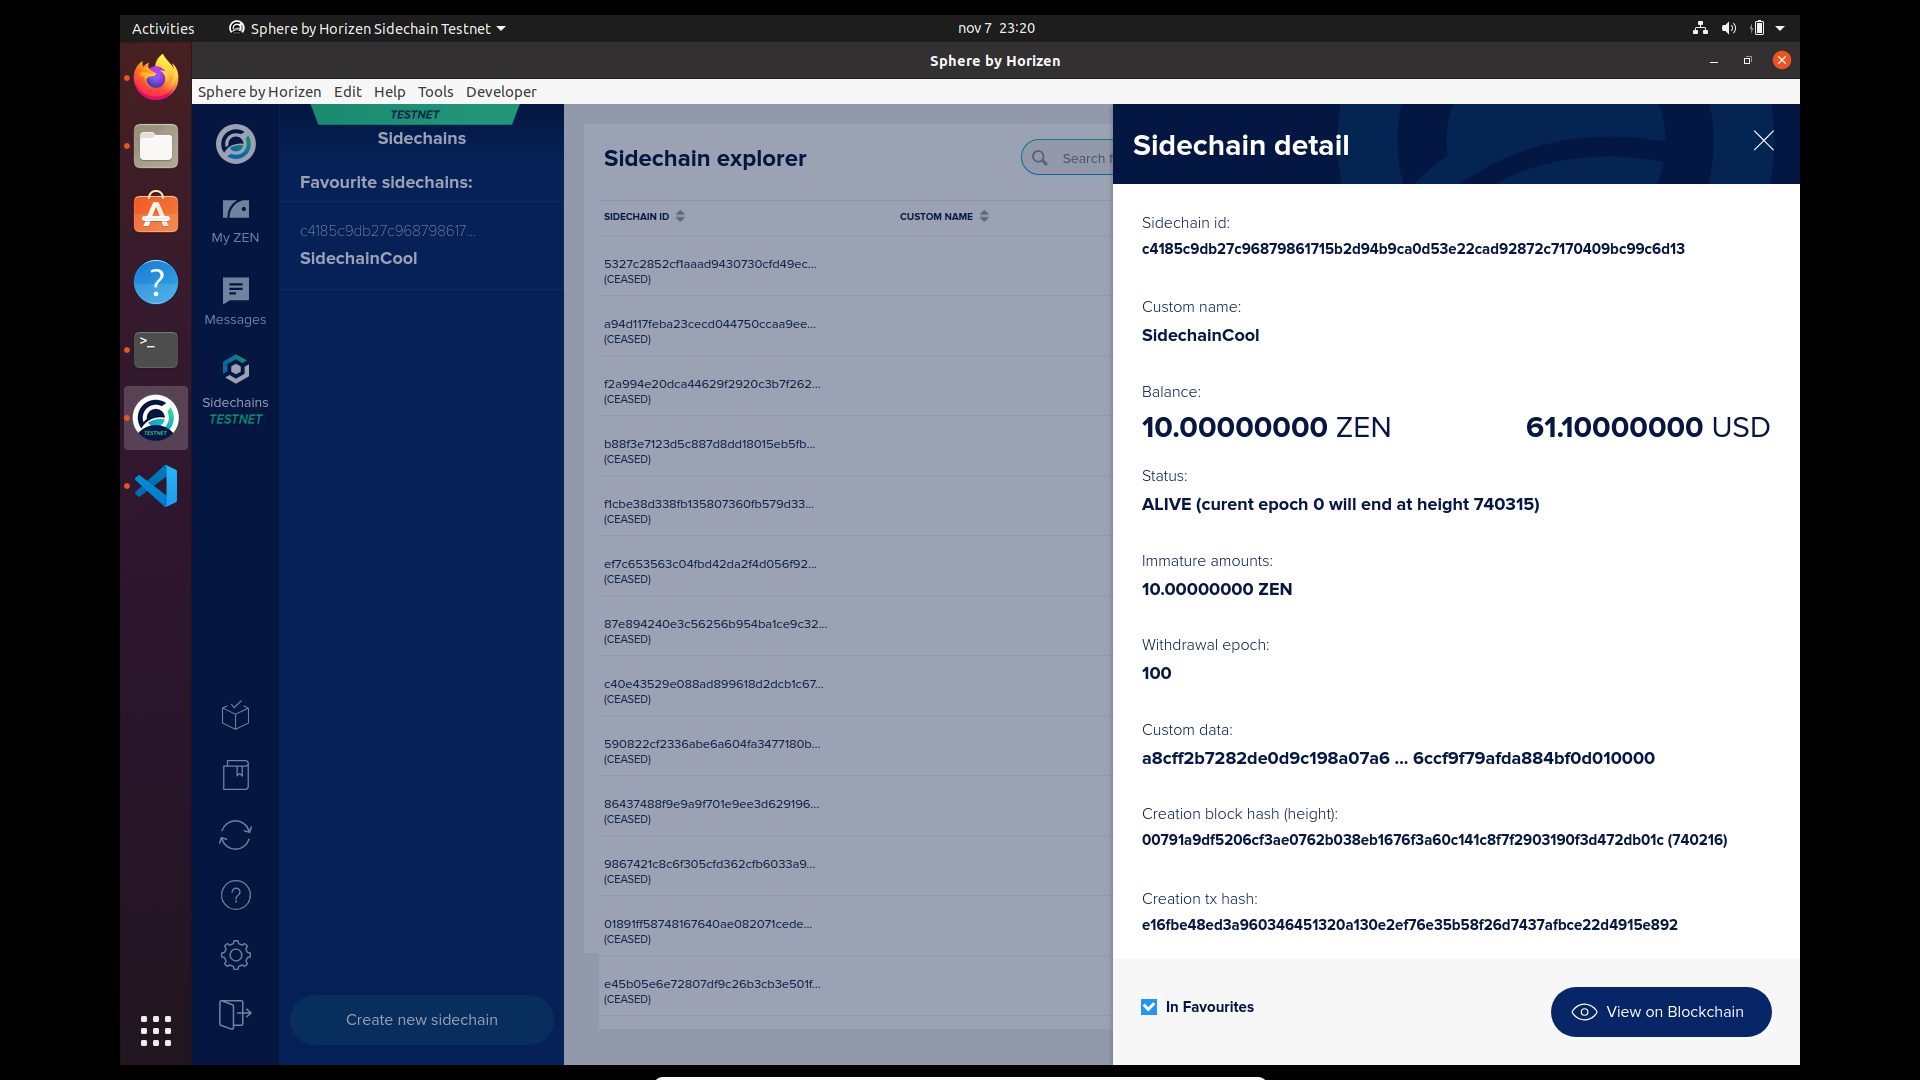 Activities
Sphere by Horizen Sidechain Testnet
nov 7 23:20
Sphere by Horizen
Sphere by Horizen Edit Help Tools Developer
TESTNET
Sidechains
Favourite sidechains:
c4185c9db27c968798617...
SidechainCool
My ZEN
Messages
Sidechains
TESTNET
Create new sidechain
Sidechain explorer
Search f
SIDECHAIN ID
CUSTOM NAME
5327c2852cf1aaad9430730cfd49ec...
(CEASED)
a94d117feba23cecd044750ccaa9ee...
(CEASED)
f2a994e20dca44629f2920c3b7f262...
(CEASED)
b88f3e7123d5c887d8dd18015eb5fb...
(CEASED)
f1cbe38d338fb135807360fb579d33...
(CEASED)
ef7c653563c04fbd42da2f4d056f92...
(CEASED)
87e894240e3c56256b954ba1ce9c32...
(CEASED)
c40e43529e088ad899618d2dcb1c67...
(CEASED)
590822cf2336abe6a604fa3477180b...
(CEASED)
86437488f9e9a9f701e9ee3d629196...
(CEASED)
9867421c8c6f305cfd362cfb6033a9...
(CEASED)
01891ff58748167640ae082071cede...
(CEASED)
e45b05e6e72807df9c26b3cb3e501f...
(CEASED)
Sidechain detail
Sidechain id:
c4185c9db27c96879861715b2d94b9ca0d53e22cad92872c7170409bc99c6d13
Custom name:
SidechainCool
Balance:
10.00000000 ZEN 61.10000000 USD
Status:
ALIVE (curent epoch 0 will end at height 740315)
Immature amounts:
10.00000000 ZEN
Withdrawal epoch:
100
Custom data:
a8cff2b7282de0d9c198a07a6 ... 6ccf9f79afda884bf0d010000
Creation block hash (height):
00791a9df5206cf3ae0762b038eb1676f3a60c141c8f7f2903190f3d472db01c (740216)
Creation tx hash:
e16fbe48ed3a960346451320a130e2ef76e35b58f26d7437afbce22d4915e892
In Favourites
View on Blockchain